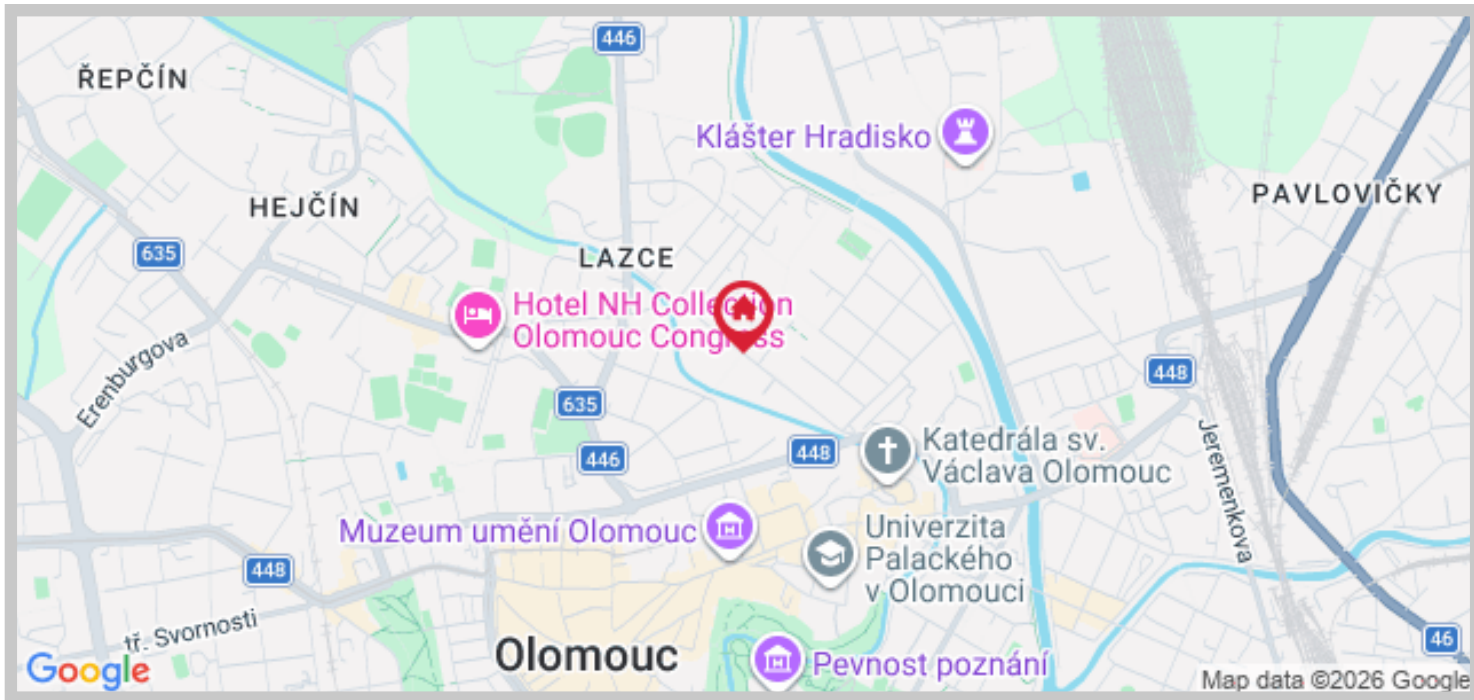 446
ŘEPČÍN
Klášter Hradisko
PAVLOVIČKY
HEJČÍN
635
LAZCE
Hotel NH Collection
Olomouc Congress
Erenburgova
448
635
Katedrála sv.
Václava Olomouc
446
448
Jeremenkova
Muzeum umění Olomouc
Univerzita
Palackého
v Olomouci
448
tř. Svornosti
46
Olomouc
Pevnost poznání
Google
Map data ©2026 Google